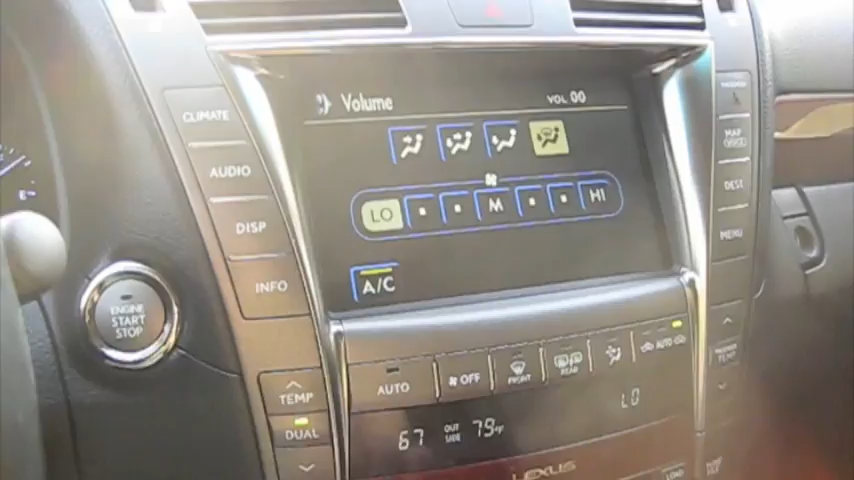 Volume VOL 00
LO M HI
A/C
CLIMATE
AUDIO
DISP
INFO
ENGINE
START
STOP
MAP
DEST
MENU
TEMP
DUAL
AUTO
OFF
FRONT
REAR
AUTO
67 OUT SIDE 79°F LO
LEXUS
LOAD
E